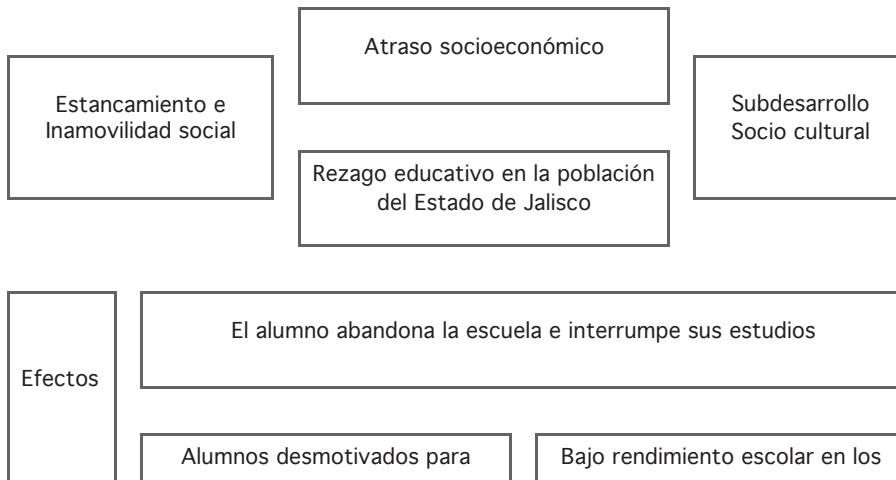 Atraso socioeconómico
Estancamiento e
Inamovilidad social
Subdesarrollo
Socio cultural
Rezago educativo en la población
del Estado de Jalisco
El alumno abandona la escuela e interrumpe sus estudios
Efectos
Alumnos desmotivados para
Bajo rendimiento escolar en los